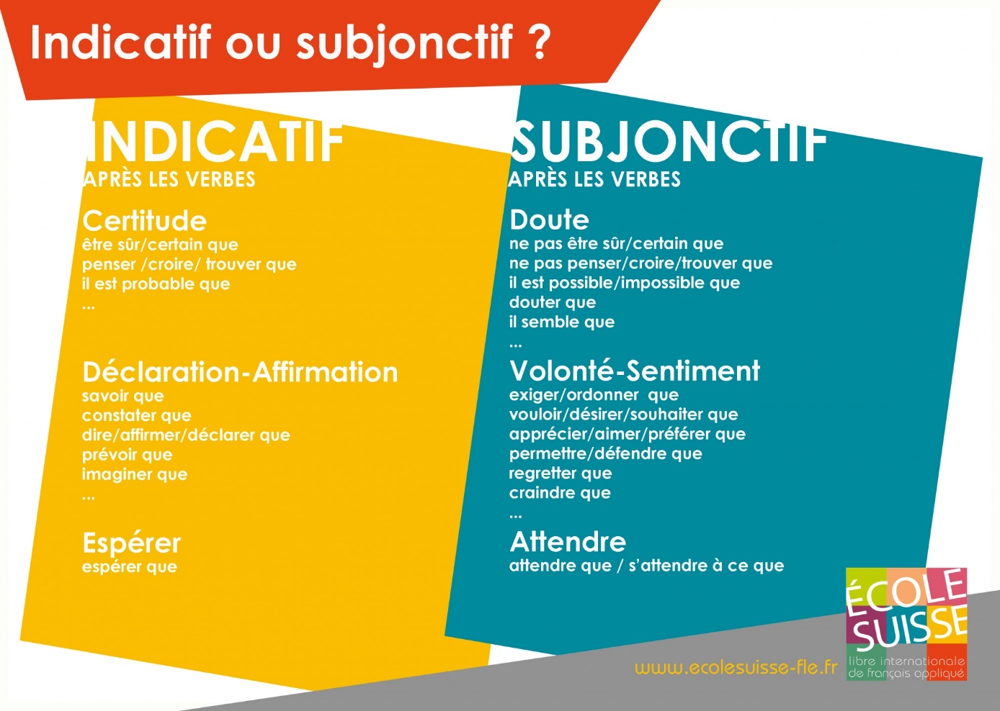 Indicatif ou subjonctif ?
INDICATIF
APRÈS LES VERBES
Certitude
être sûr/certain que
penser /croire/ trouver que
il est probable que
...
Déclaration-Affirmation
savoir que
constater que
dire/affirmer/déclarer que
prévoir que
imaginer que
...
Espérer
espérer que
SUBJONCTIF
APRÈS LES VERBES
Doute
ne pas être sûr/certain que
ne pas penser/croire/trouver que
il est possible/impossible que
douter que
il semble que
...
Volonté-Sentiment
exiger/ordonner que
vouloir/désirer/souhaiter que
apprécier/aimer/préférer que
permettre/défendre que
regretter que
craindre que
...
Attendre
attendre que / s'attendre à ce que
www.ecolesuisse-fle.fr
ÉCOLE
SUISSE
libre internationale
de français appliqué